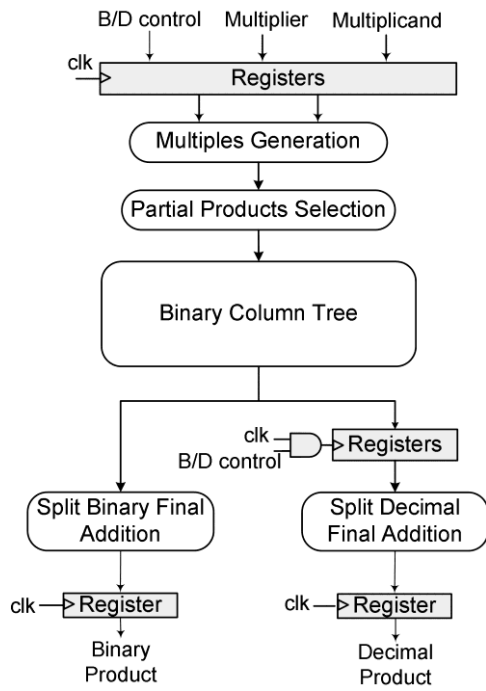 B/D control Multiplier Multiplicand
clk
Registers
Multiples Generation
Partial Products Selection
Binary Column Tree
clk
B/D control
Registers
Split Binary Final
Addition
Split Decimal
Final Addition
clk Register
clk Register
Binary
Product
Decimal
Product